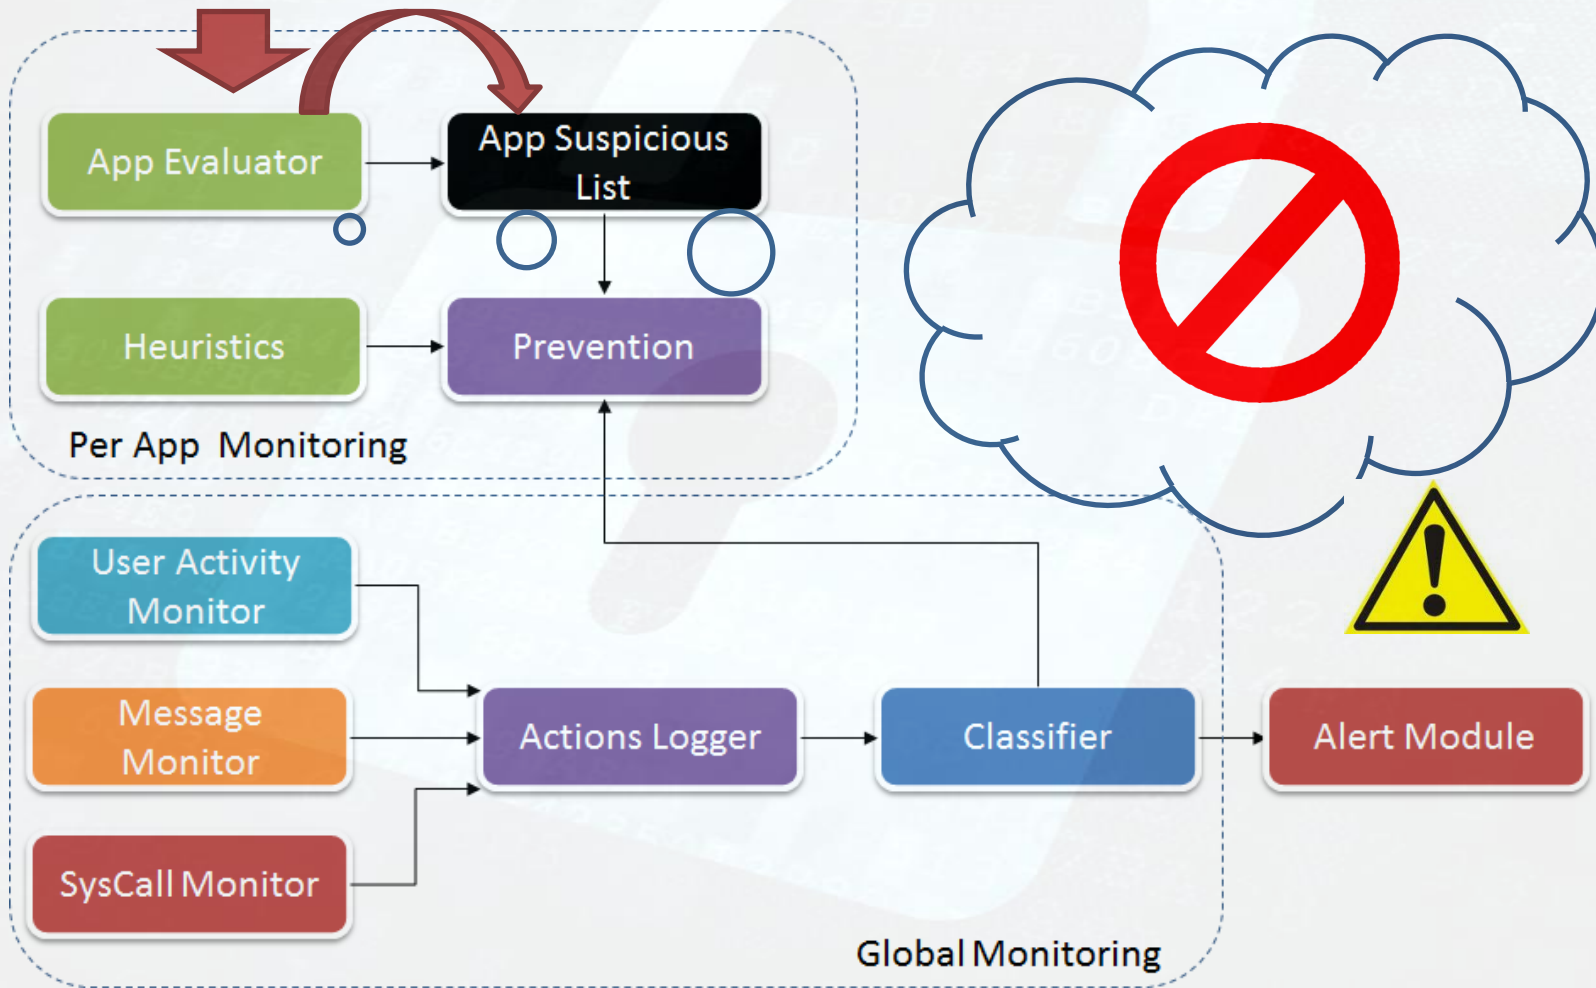 App Evaluator
App Suspicious
List
Heuristics
Prevention
Per App Monitoring
User Activity
Monitor
Message
Monitor
Actions Logger
Classifier
Alert Module
SysCall Monitor
Global Monitoring